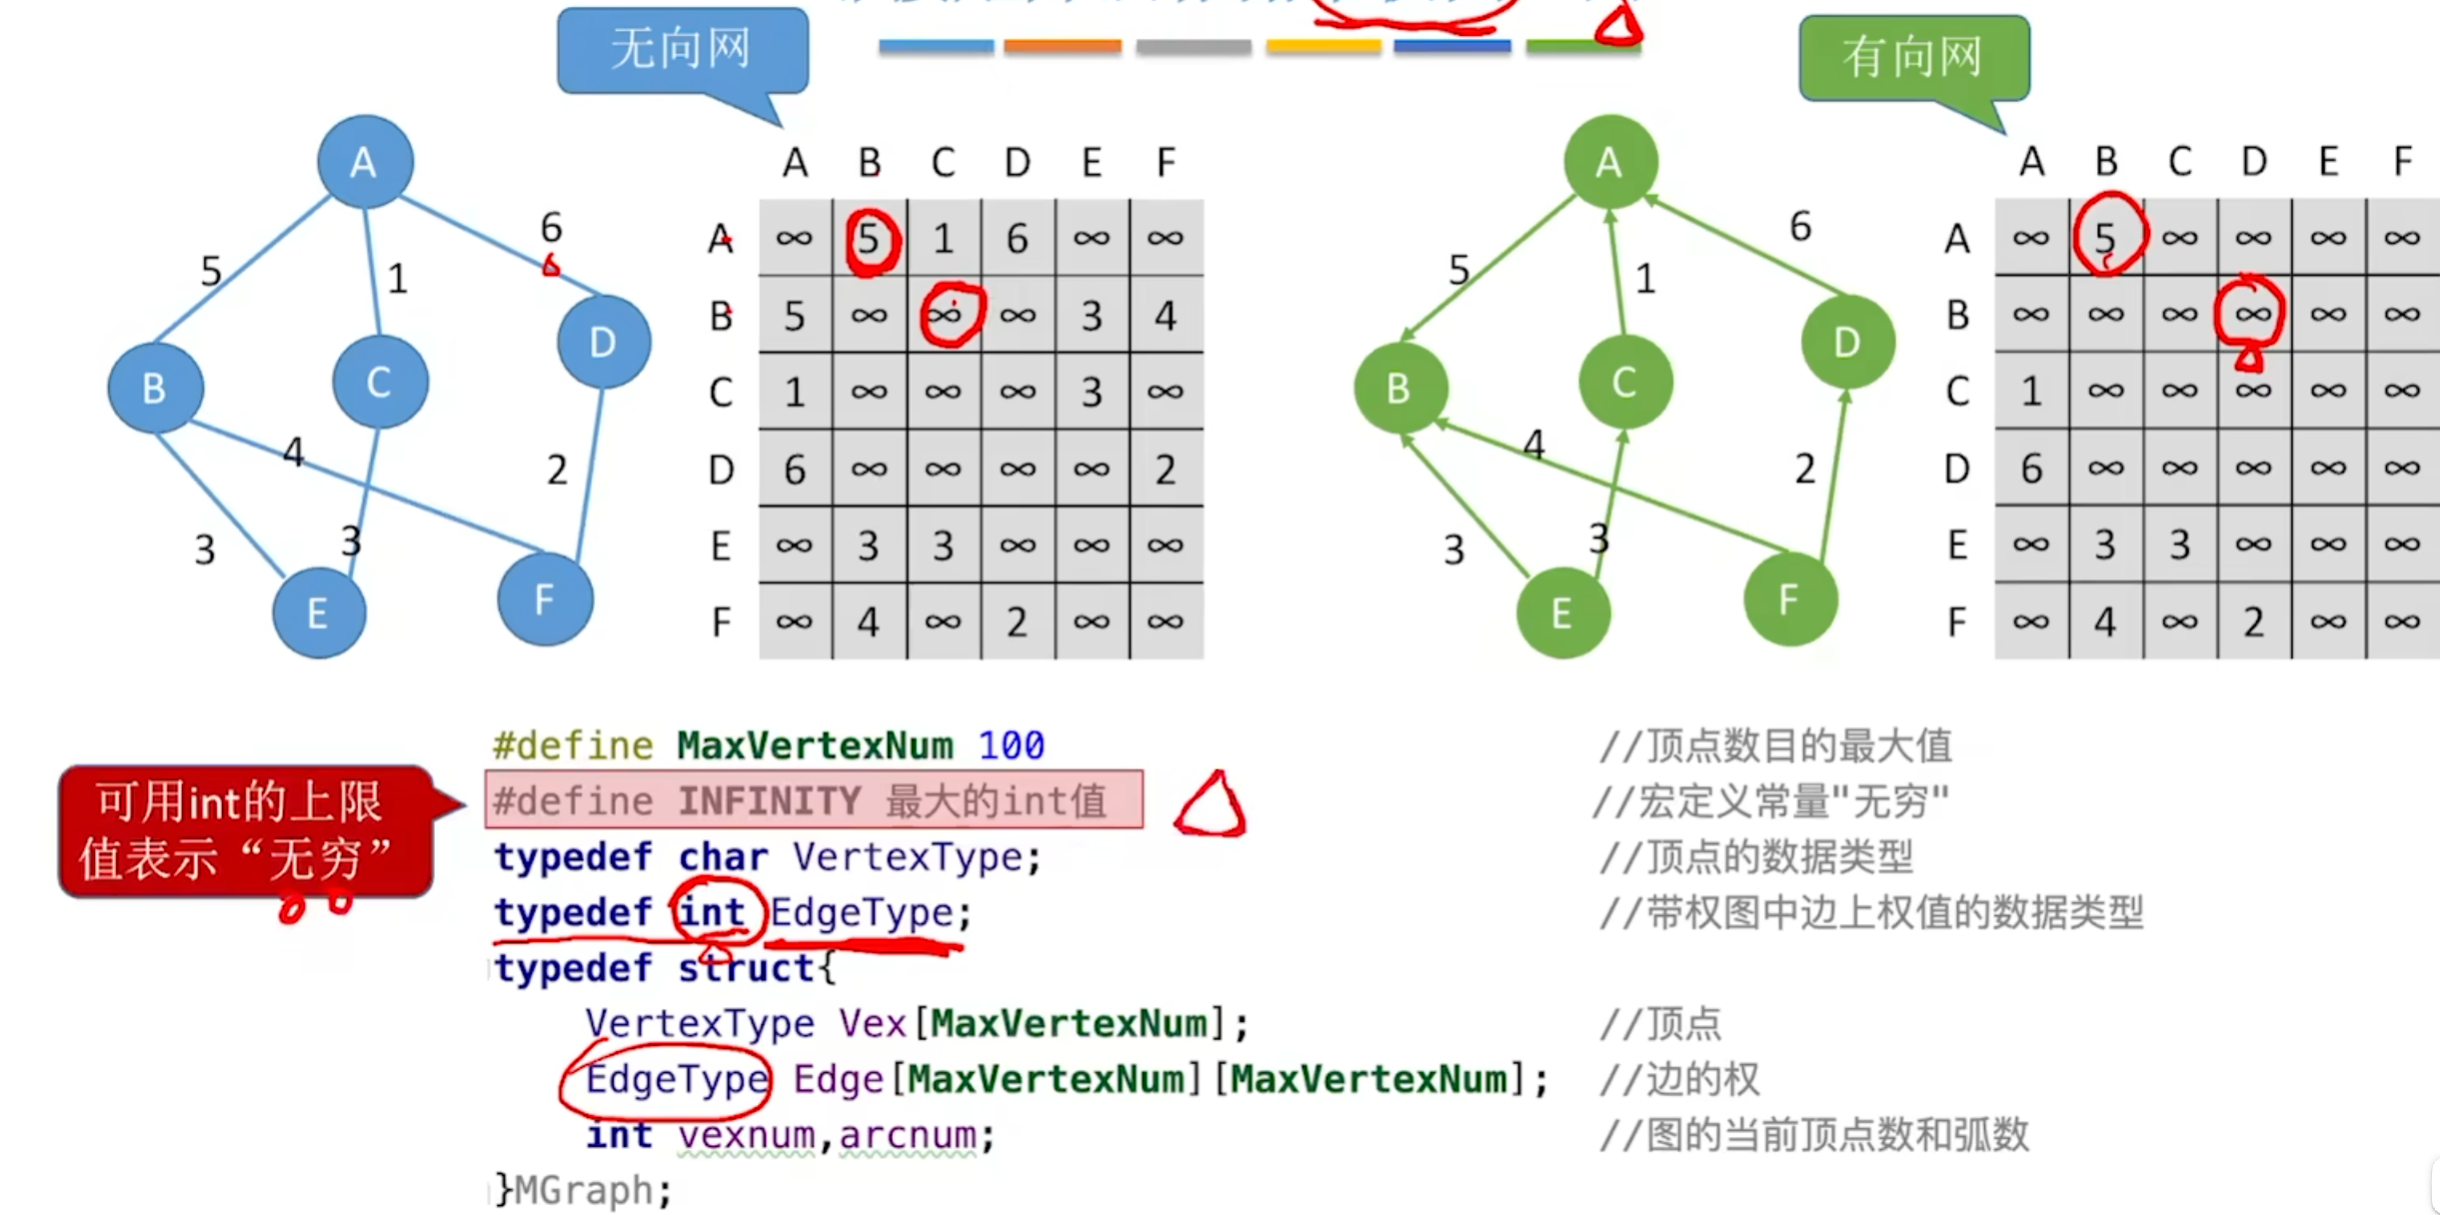 无向网
有向网
A
5
1
6
B
C
D
4
2
3
3
E
F
A B C D E F
A ∞ 5 1 6 ∞ ∞
B 5 ∞ ∞ ∞ 3 4
C 1 ∞ ∞ ∞ 3 ∞
D 6 ∞ ∞ ∞ ∞ 2
E ∞ 3 3 ∞ ∞ ∞
F ∞ 4 ∞ 2 ∞ ∞
A
5
1
6
B
C
D
4
2
3
3
E
F
A B C D E F
A ∞ 5 ∞ ∞ ∞ ∞
B ∞ ∞ ∞ ∞ ∞ ∞
C 1 ∞ ∞ ∞ ∞ ∞
D 6 ∞ ∞ ∞ ∞ ∞
E ∞ 3 3 ∞ ∞ ∞
F ∞ 4 ∞ 2 ∞ ∞
可用int的上限
值表示“无穷”
#define MaxVertexNum 100 //顶点数目的最大值
#define INFINITY 最大的int值 //宏定义常量"无穷"
typedef char VertexType; //顶点的数据类型
typedef int EdgeType; //带权图中边上权值的数据类型
typedef struct{
VertexType Vex[MaxVertexNum]; //顶点
EdgeType Edge[MaxVertexNum][MaxVertexNum]; //边的权
int vexnum,arcnum; //图的当前顶点数和弧数
}MGraph;